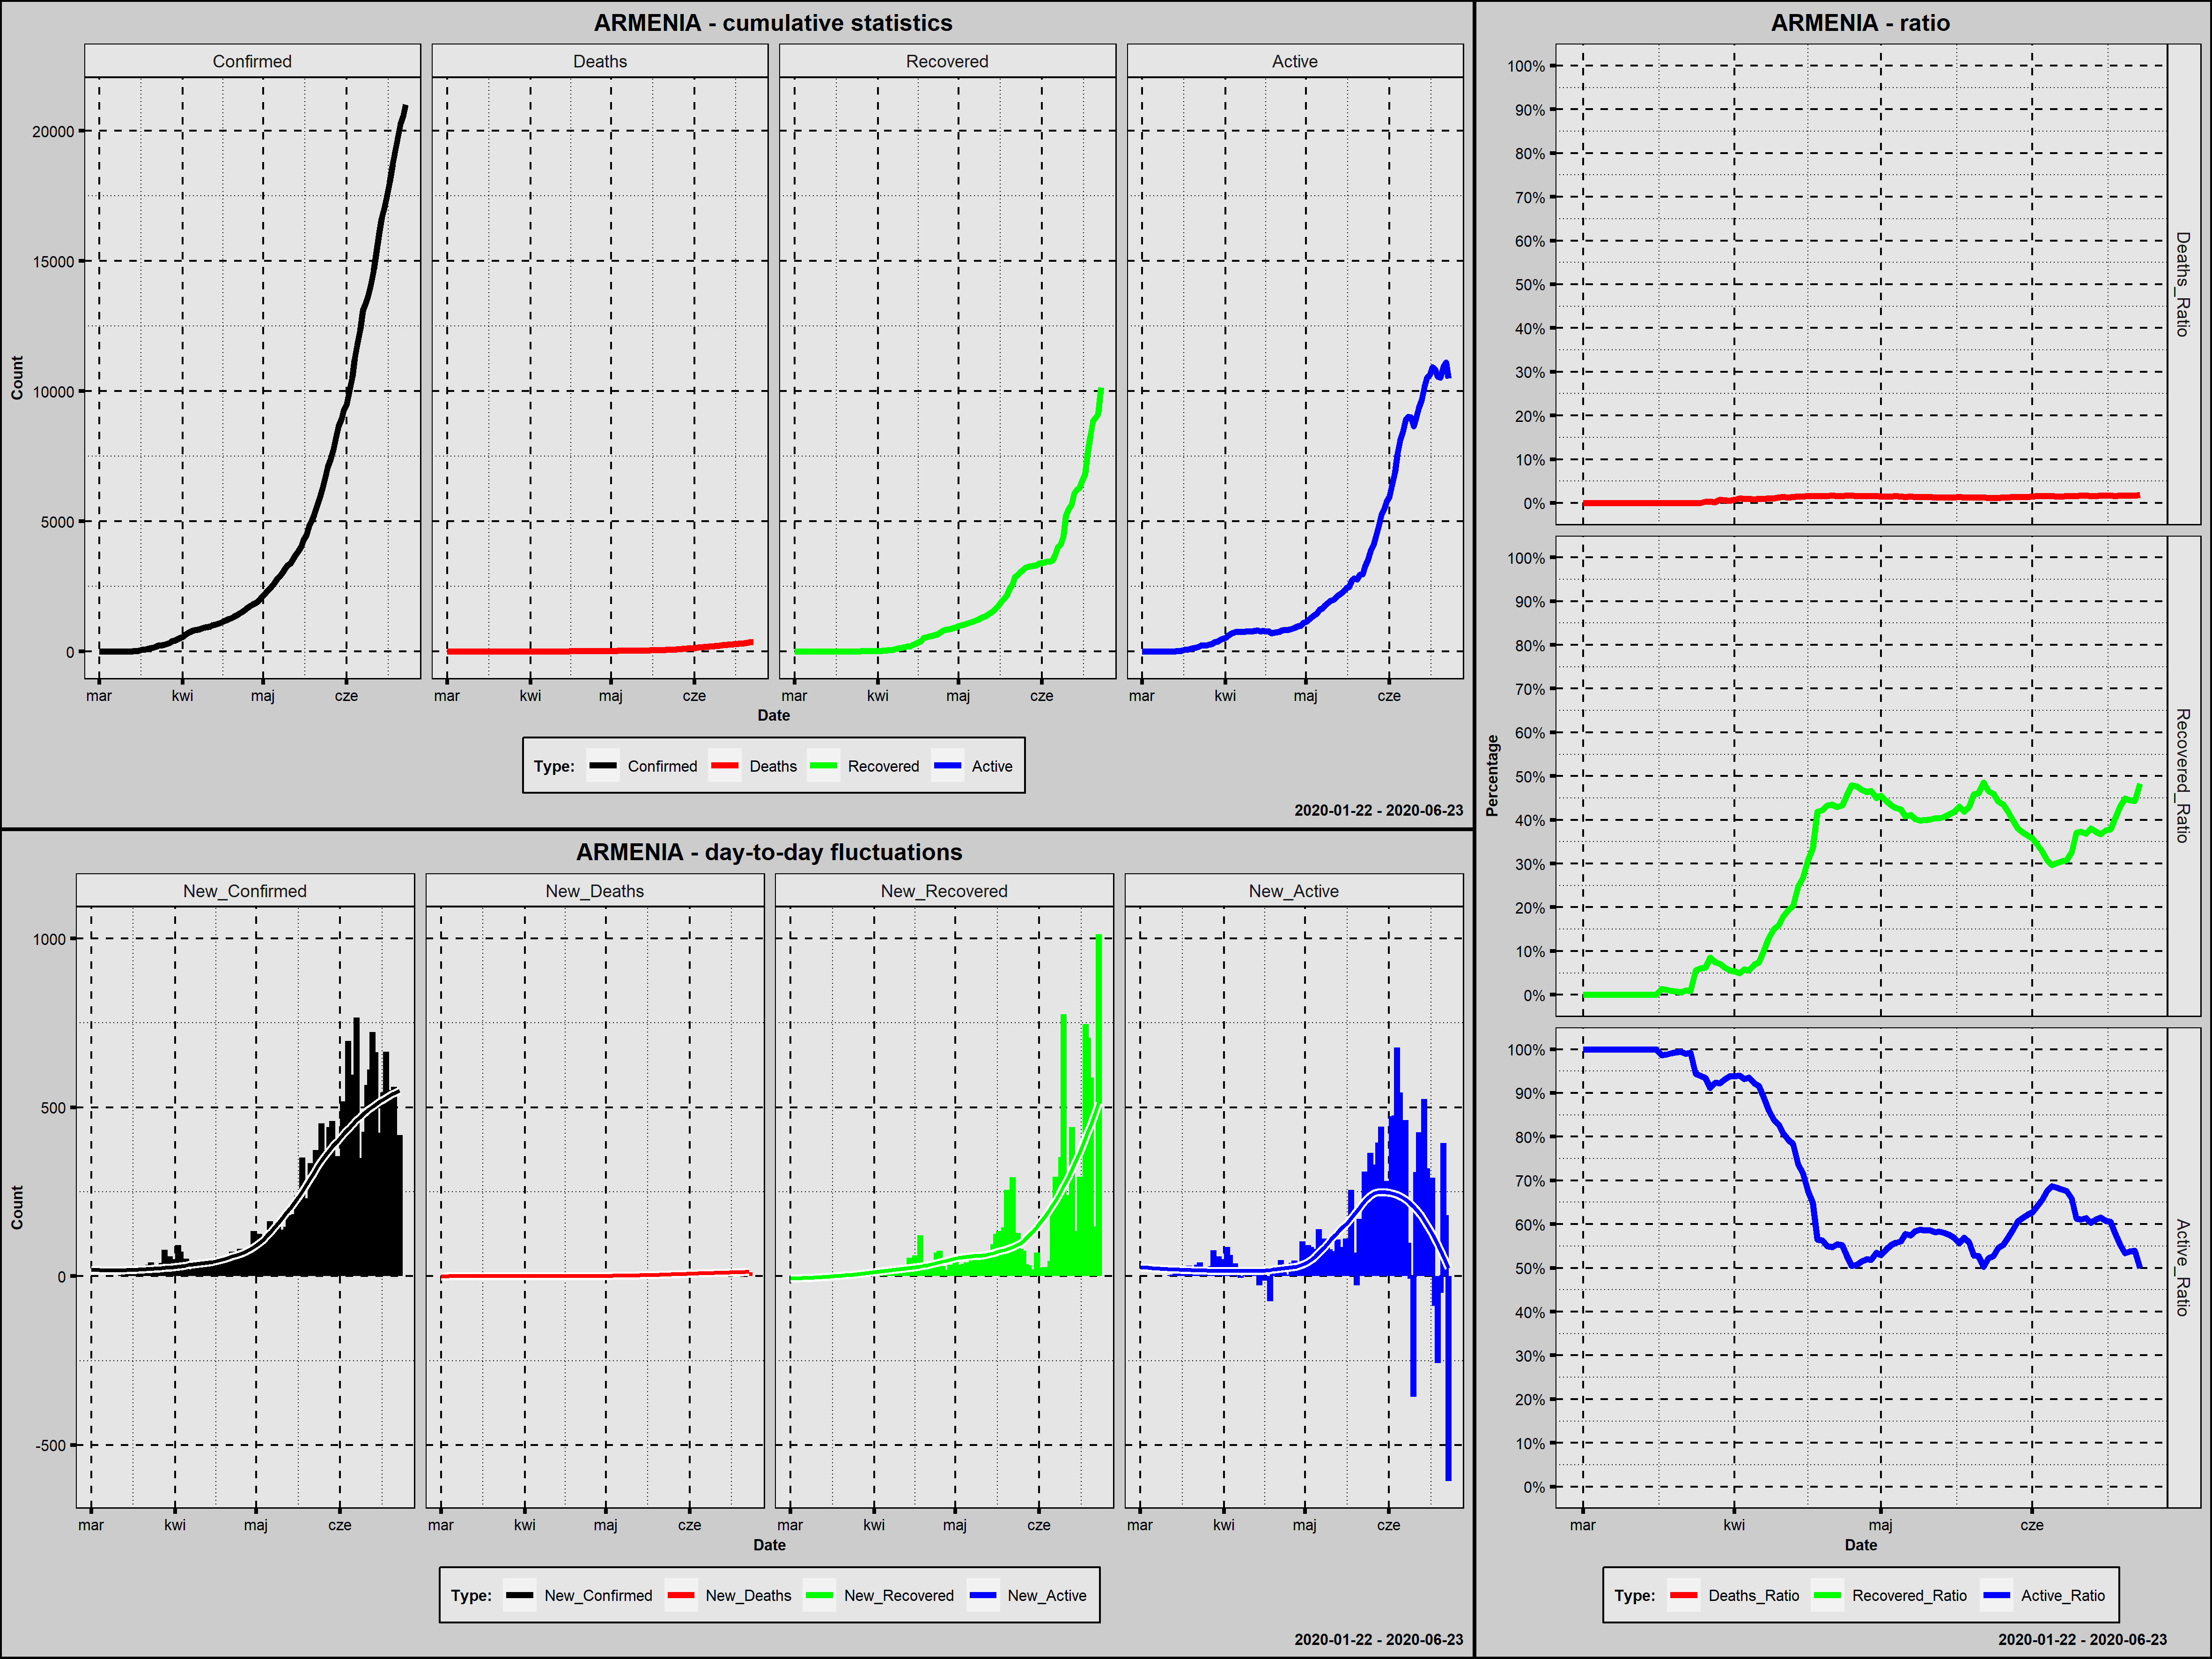 ARMENIA - cumulative statistics
Confirmed Deaths Recovered Active
Count
20000
15000
10000
5000
0
mar kwi maj cze mar kwi maj cze mar kwi maj cze mar kwi maj cze
Date
Type: Confirmed Deaths Recovered Active
2020-01-22 - 2020-06-23
ARMENIA - day-to-day fluctuations
New_Confirmed New_Deaths New_Recovered New_Active
Count
1000
500
0
-500
mar kwi maj cze mar kwi maj cze mar kwi maj cze mar kwi maj cze
Date
Type: New_Confirmed New_Deaths New_Recovered New_Active
2020-01-22 - 2020-06-23
ARMENIA - ratio
Percentage
100%
90%
80%
70%
60%
50%
40%
30%
20%
10%
0%
Deaths_Ratio
100%
90%
80%
70%
60%
50%
40%
30%
20%
10%
0%
Recovered_Ratio
100%
90%
80%
70%
60%
50%
40%
30%
20%
10%
0%
Active_Ratio
mar kwi maj cze
Date
Type: Deaths_Ratio Recovered_Ratio Active_Ratio
2020-01-22 - 2020-06-23